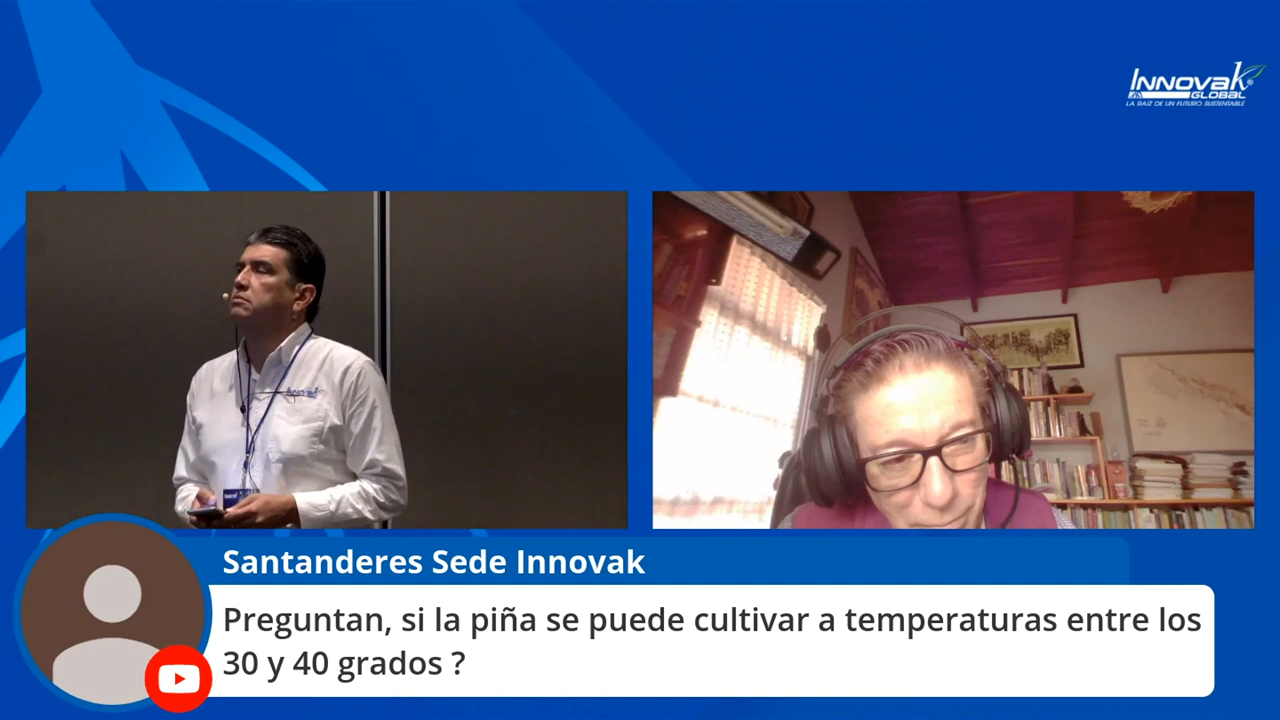 Innovak
GLOBAL
LA RAÍZ DE UN FUTURO SUSTENTABLE
Santanderes Sede Innovak
Preguntan, si la piña se puede cultivar a temperaturas entre los
30 y 40 grados ?